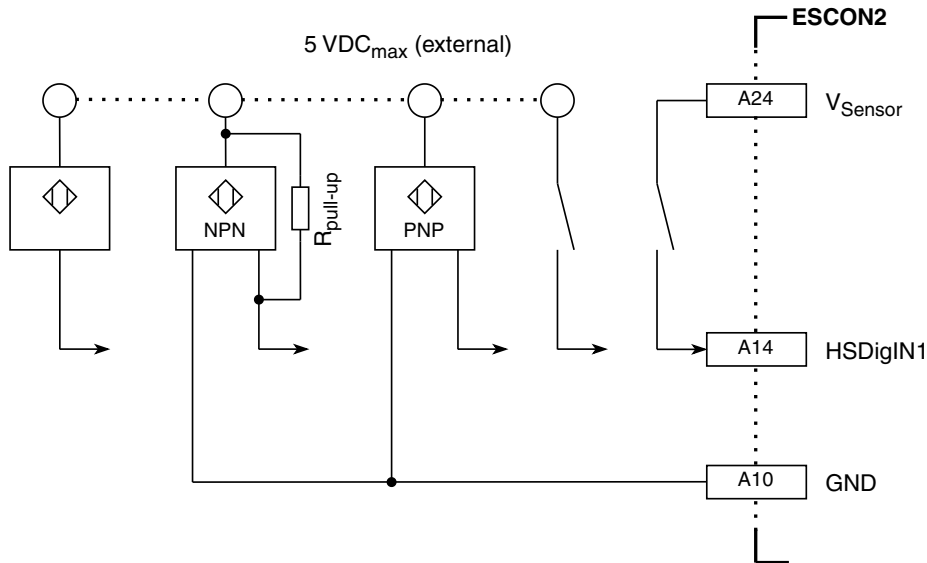 ESCON2
5 VDCmax (external)
A24
VSensor
NPN
Rpull-up
PNP
A14
HSDigIN1
A10
GND